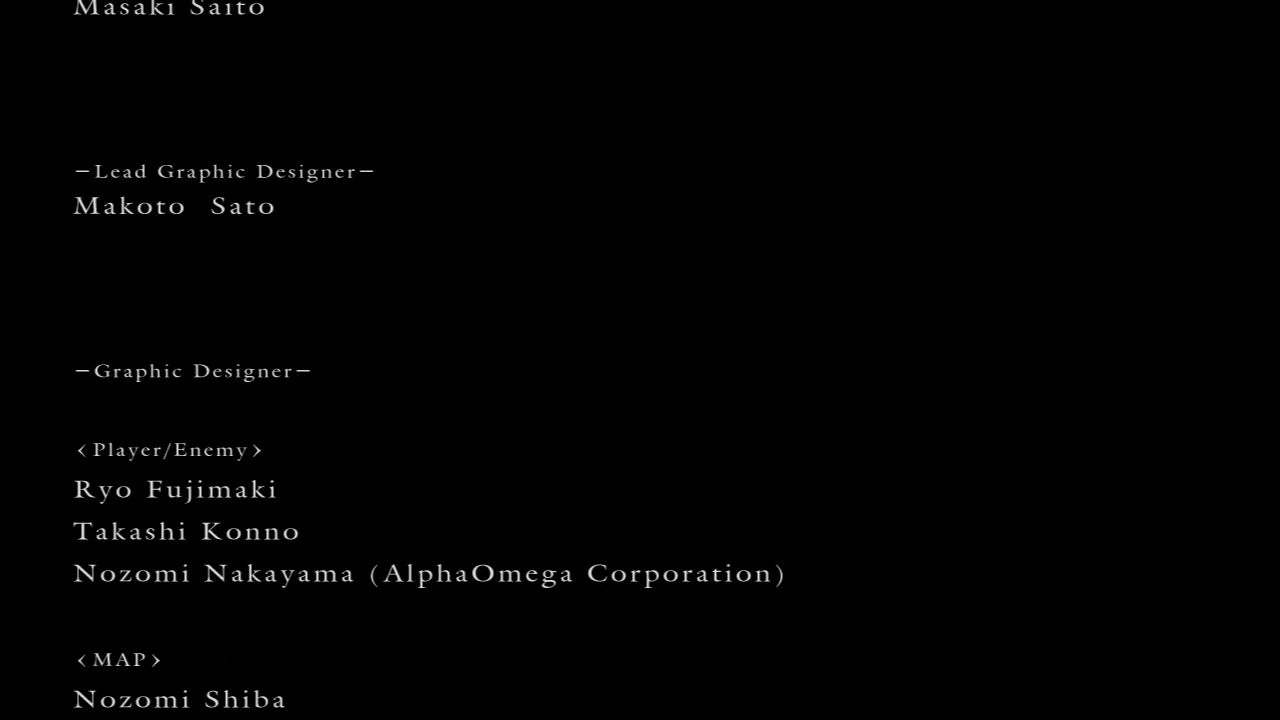 Masaki Saito
－Lead Graphic Designer－
Makoto  Sato
－Graphic Designer－
〈Player/Enemy〉
Ryo Fujimaki
Takashi Konno
Nozomi Nakayama (AlphaOmega Corporation)
〈MAP〉
Nozomi Shiba